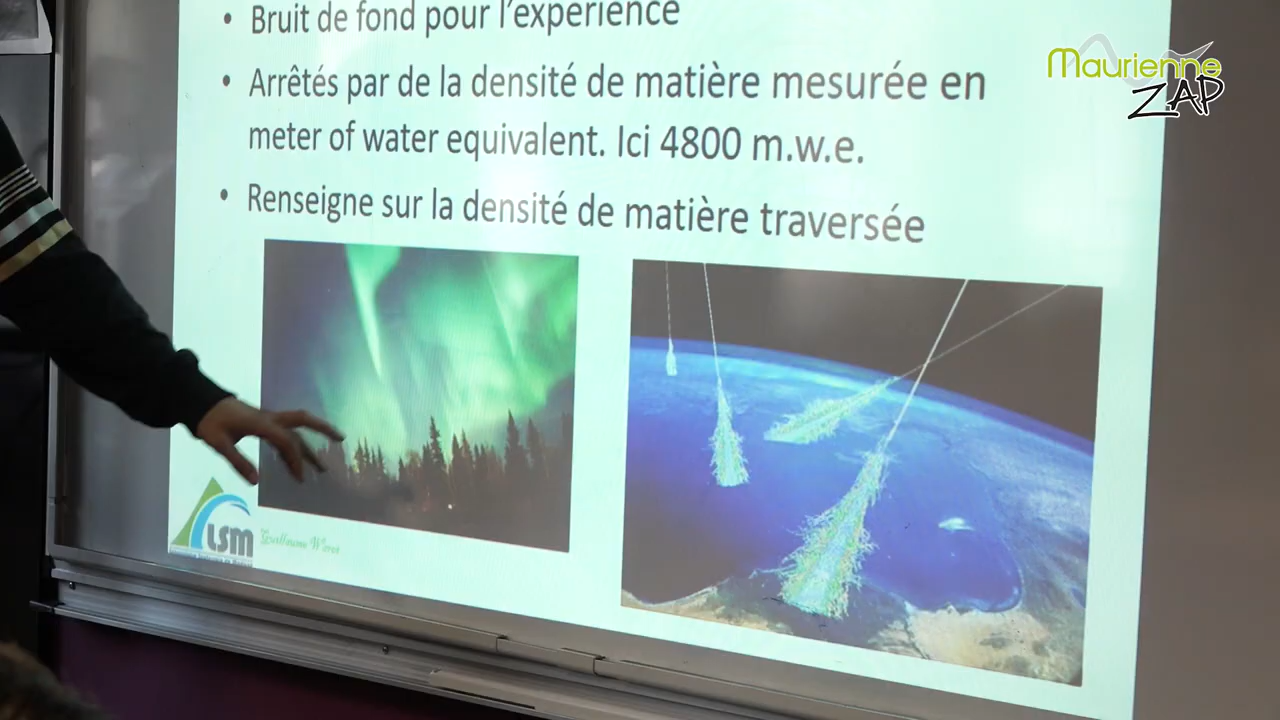 Bruit de fond pour l'expérience
Maurienne
ZAP
Arrêtés par de la densité de matière mesurée en
meter of water equivalent. Ici 4800 m.w.e.
Renseigne sur la densité de matière traversée
LSM